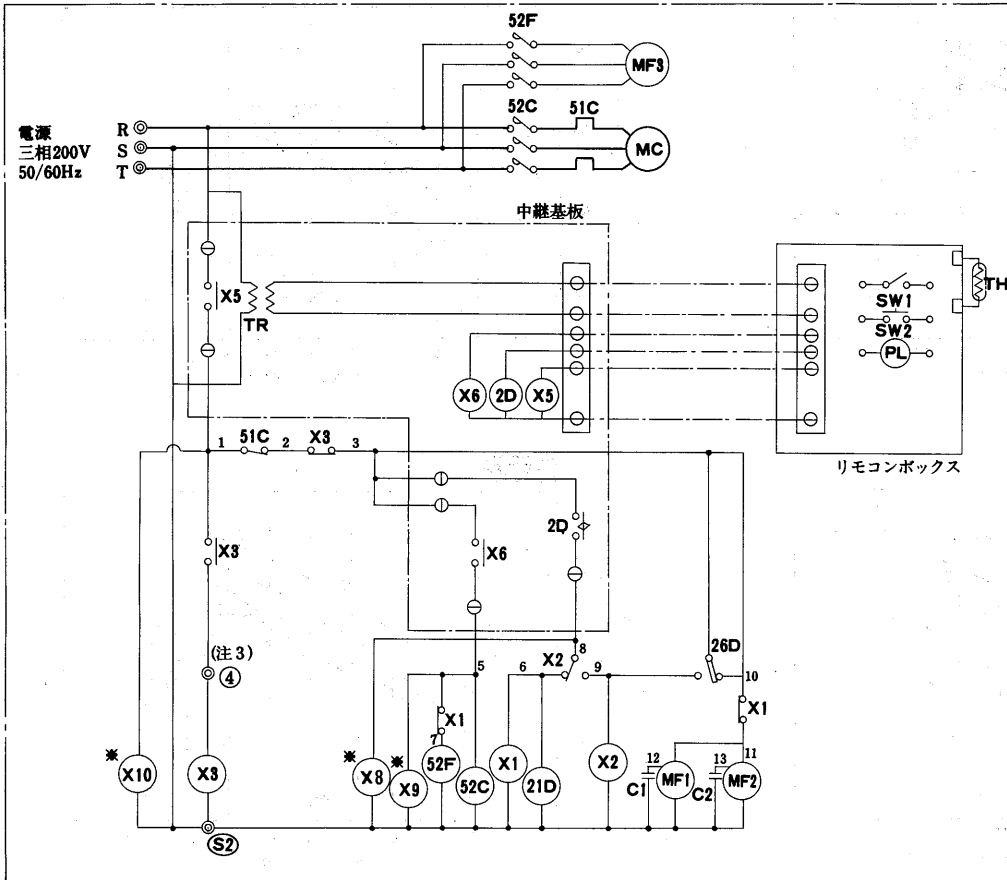 52F
MF3
52C 51C
電源 R
三相200V S MC
50/60Hz T
中継基板
X5
TR
SW1
TH
SW2
PL
X6 2D X5
リモコンボックス
1 51C 2 X3 3
2D
X3
X6
(注3)
④
26D
5 6 X2 8 9 10
X1
X1
7
※ X10
X3
※ X8
※ X9
52F
52C
X1
21D
X2
12 13 11
C1 MF1 C2 MF2
S2